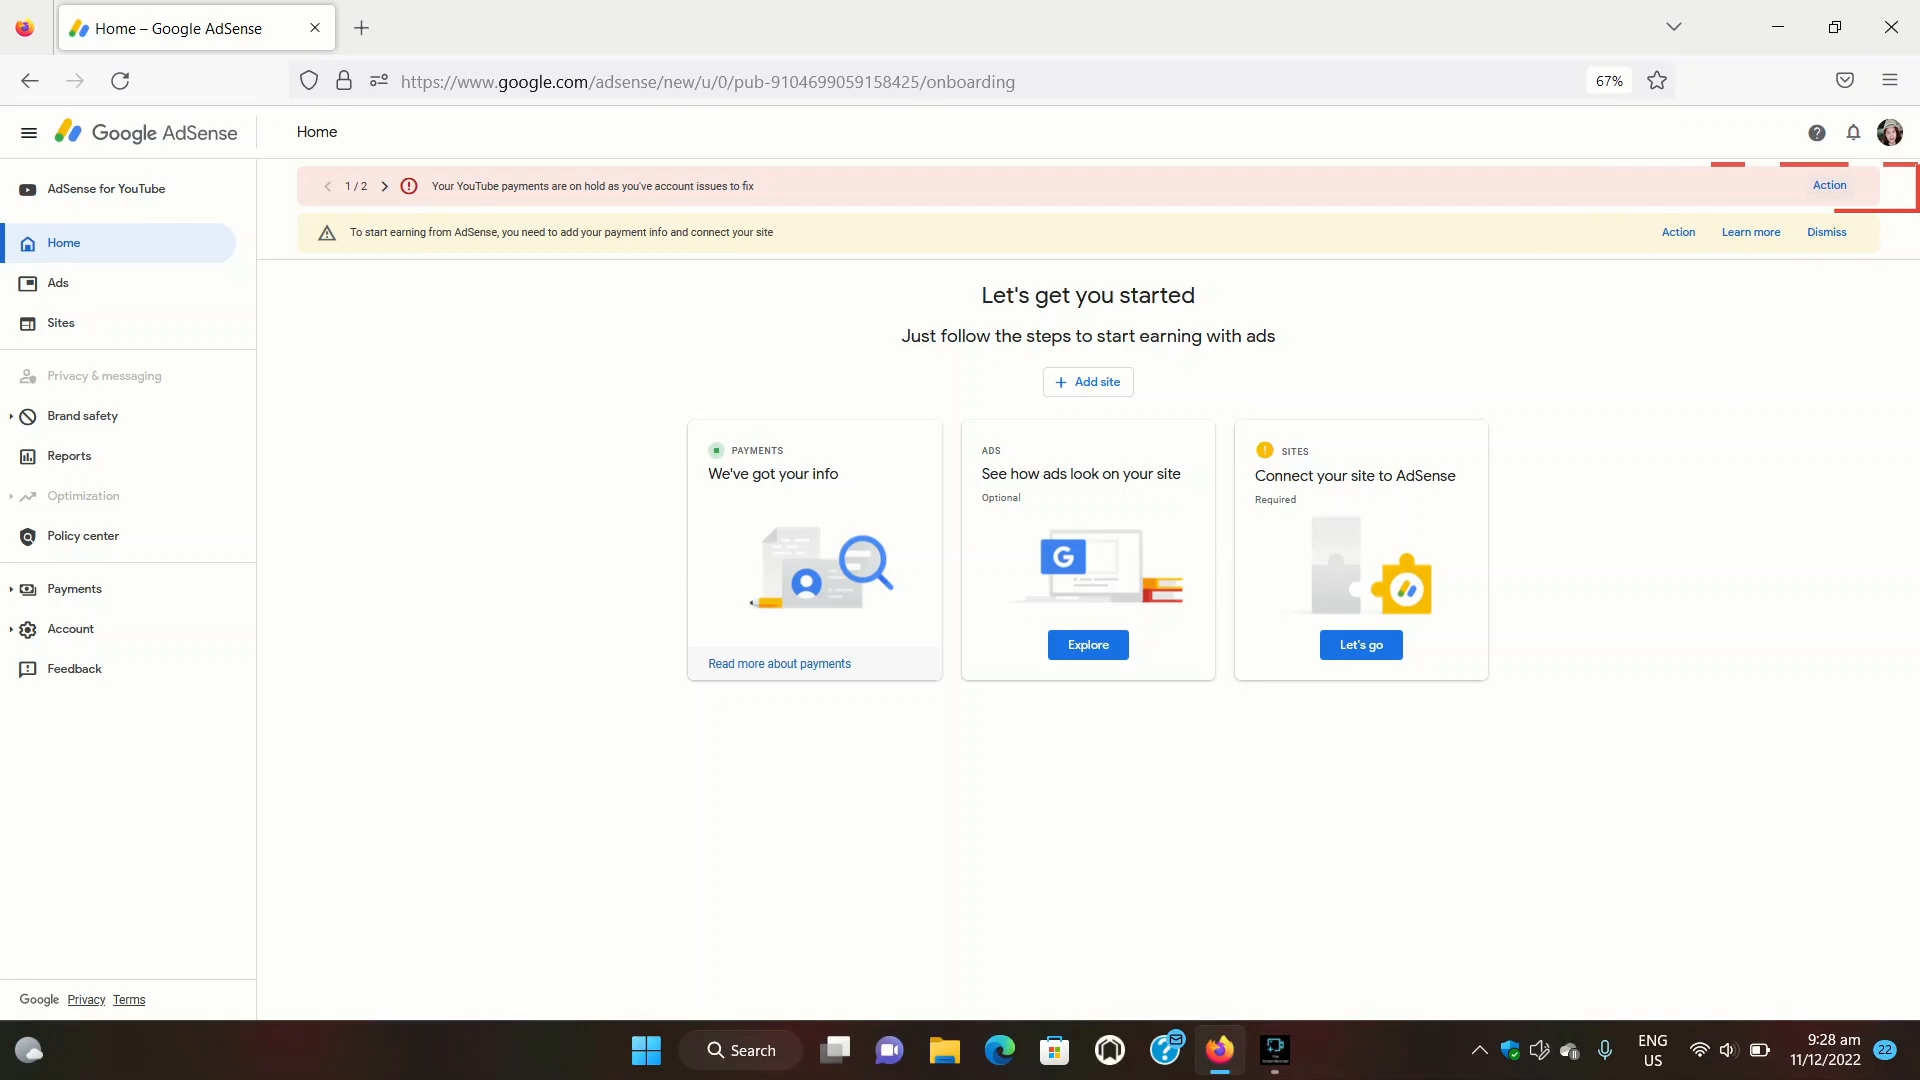 Home – Google AdSense
https://www.google.com/adsense/new/u/0/pub-9104699059158425/onboarding
67%
Google AdSense
Home
AdSense for YouTube
1 / 2
Your YouTube payments are on hold as you've account issues to fix
Action
To start earning from AdSense, you need to add your payment info and connect your site
Action
Learn more
Dismiss
Home
Ads
Sites
Privacy & messaging
Brand safety
Reports
Optimization
Policy center
Payments
Account
Feedback
Let's get you started
Just follow the steps to start earning with ads
Add site
PAYMENTS
We've got your info
Read more about payments
ADS
See how ads look on your site
Optional
G
Explore
SITES
Connect your site to AdSense
Required
Let's go
Google Privacy Terms
Search
ENG
US
9:28 am
11/12/2022
22